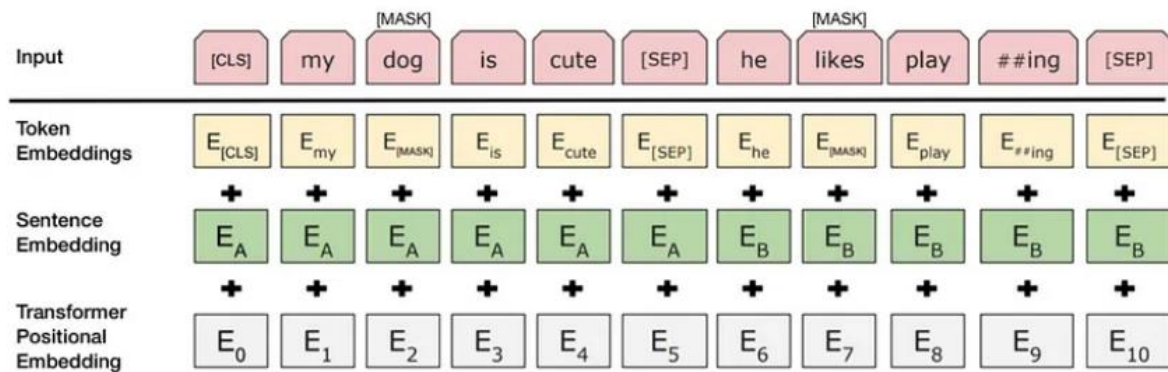 [MASK] [MASK]
Input [CLS] my dog is cute [SEP] he likes play ##ing [SEP]
Token
Embeddings
E[CLS] Emy E[MASK] Eis Ecute E[SEP] Ehe E[MASK] Eplay E##ing E[SEP]
+ + + + + + + + + + +
Sentence
Embedding
EA EA EA EA EA EA EB EB EB EB EB
+ + + + + + + + + + +
Transformer
Positional
Embedding
E0 E1 E2 E3 E4 E5 E6 E7 E8 E9 E10